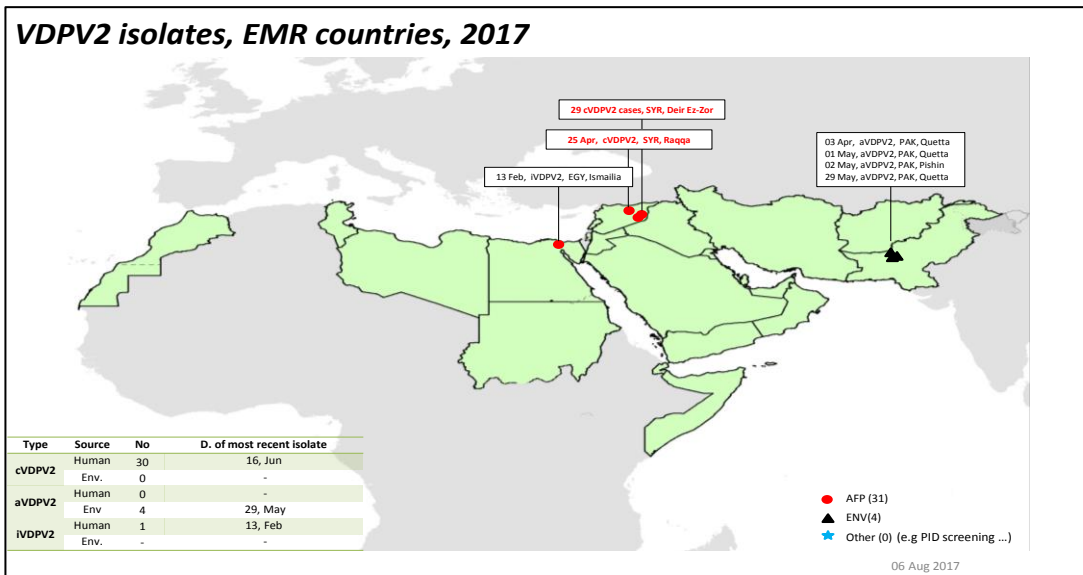 VDPV2 isolates, EMR countries, 2017
29 cVDPV2 cases, SYR, Deir Ez-Zor
25 Apr, cVDPV2, SYR, Raqqa
13 Feb, iVDPV2, EGY, Ismailia
03 Apr, aVDPV2, PAK, Quetta
01 May, aVDPV2, PAK, Quetta
02 May, aVDPV2, PAK, Pishin
29 May, aVDPV2, PAK, Quetta
Type Source No D. of most recent isolate
cVDPV2 Human 30 16, Jun
Env. 0 -
aVDPV2 Human 0 -
Env 4 29, May
iVDPV2 Human 1 13, Feb
Env. - -
AFP (31)
ENV(4)
Other (0) (e.g PID screening ...)
06 Aug 2017